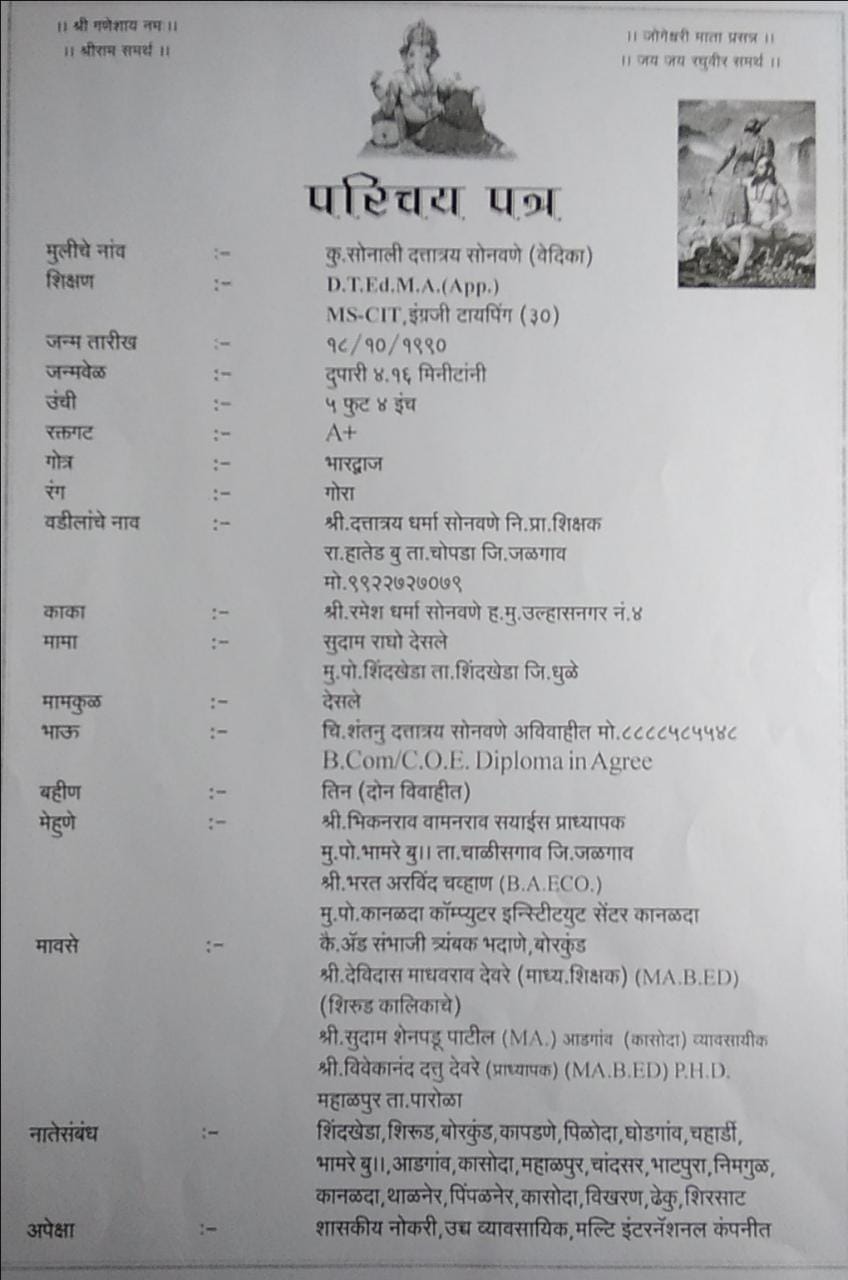 ।। श्री गणेशाय नमः।।
।। श्रीराम समर्थ ।।
।। जोगेश्वरी माता प्रसन्न ।।
।। जय जय रघुवीर समर्थ ।।
परिचय पत्र
मुलीचे नांव :- कु.सोनाली दत्तात्रय सोनवणे (वेदिका)
शिक्षण :- D.T.Ed.M.A.(App.)
MS-CIT,इंग्रजी टायपिंग (३०)
जन्म तारीख :- १८/१०/१९९०
जन्मवेळ :- दुपारी ४.१६ मिनीटांनी
उंची :- ५ फुट ४ इंच
रक्तगट :- A+
गोत्र :- भारद्वाज
रंग :- गोरा
वडीलांचे नाव :- श्री.दत्तात्रय धर्मा सोनवणे नि.प्रा.शिक्षक
रा.हातेड बु ता.चोपडा जि.जळगाव
मो.९९२२७२७०७९
काका :- श्री.रमेश धर्मा सोनवणे ह.मु.उल्हासनगर नं.४
मामा :- सुदाम राघो देसले
मु.पो.शिंदखेडा ता.शिंदखेडा जि.धुळे
मामकुळ :- देसले
भाऊ :- चि.शंतनु दत्तात्रय सोनवणे अविवाहीत मो.८८८८५८५५४८
B.Com/C.O.E. Diploma in Agree
बहीण :- तिन (दोन विवाहीत)
मेहुणे :- श्री.भिकनराव वामनराव सयाईस प्राध्यापक
मु.पो.भामरे बु।। ता.चाळीसगाव जि.जळगाव
श्री.भरत अरविंद चव्हाण (B.A.ECO.)
मु.पो.कानळदा कॉम्प्युटर इन्स्टिीटयुट सेंटर कानळदा
मावसे :- कै.ॲड संभाजी त्र्यंबक भदाणे,बोरकुंड
श्री.देविदास माधवराव देवरे (माध्य.शिक्षक) (MA.B.ED)
(शिरुड कालिकाचे)
श्री.सुदाम शेनपडू पाटील (MA.) आडगांव (कासोदा) व्यावसायीक
श्री.विवेकानंद दत्तु देवरे (प्राध्यापक) (MA.B.ED) P.H.D.
महाळपुर ता.पारोळा
नातेसंबंध :- शिंदखेडा,शिरूड,बोरकुंड,कापडणे,पिळोदा,घोडगांव,चहार्डी,
भामरे बु।।,आडगांव,कासोदा,महाळपुर,चांदसर,भाटपुरा,निमगुळ,
कानळदा,थाळनेर,पिंपळनेर,कासोदा,विखरण,ढेकु,शिरसाट
अपेक्षा :- शासकीय नोकरी,उच्च व्यावसायिक,मल्टि इंटरनॅशनल कंपनीत